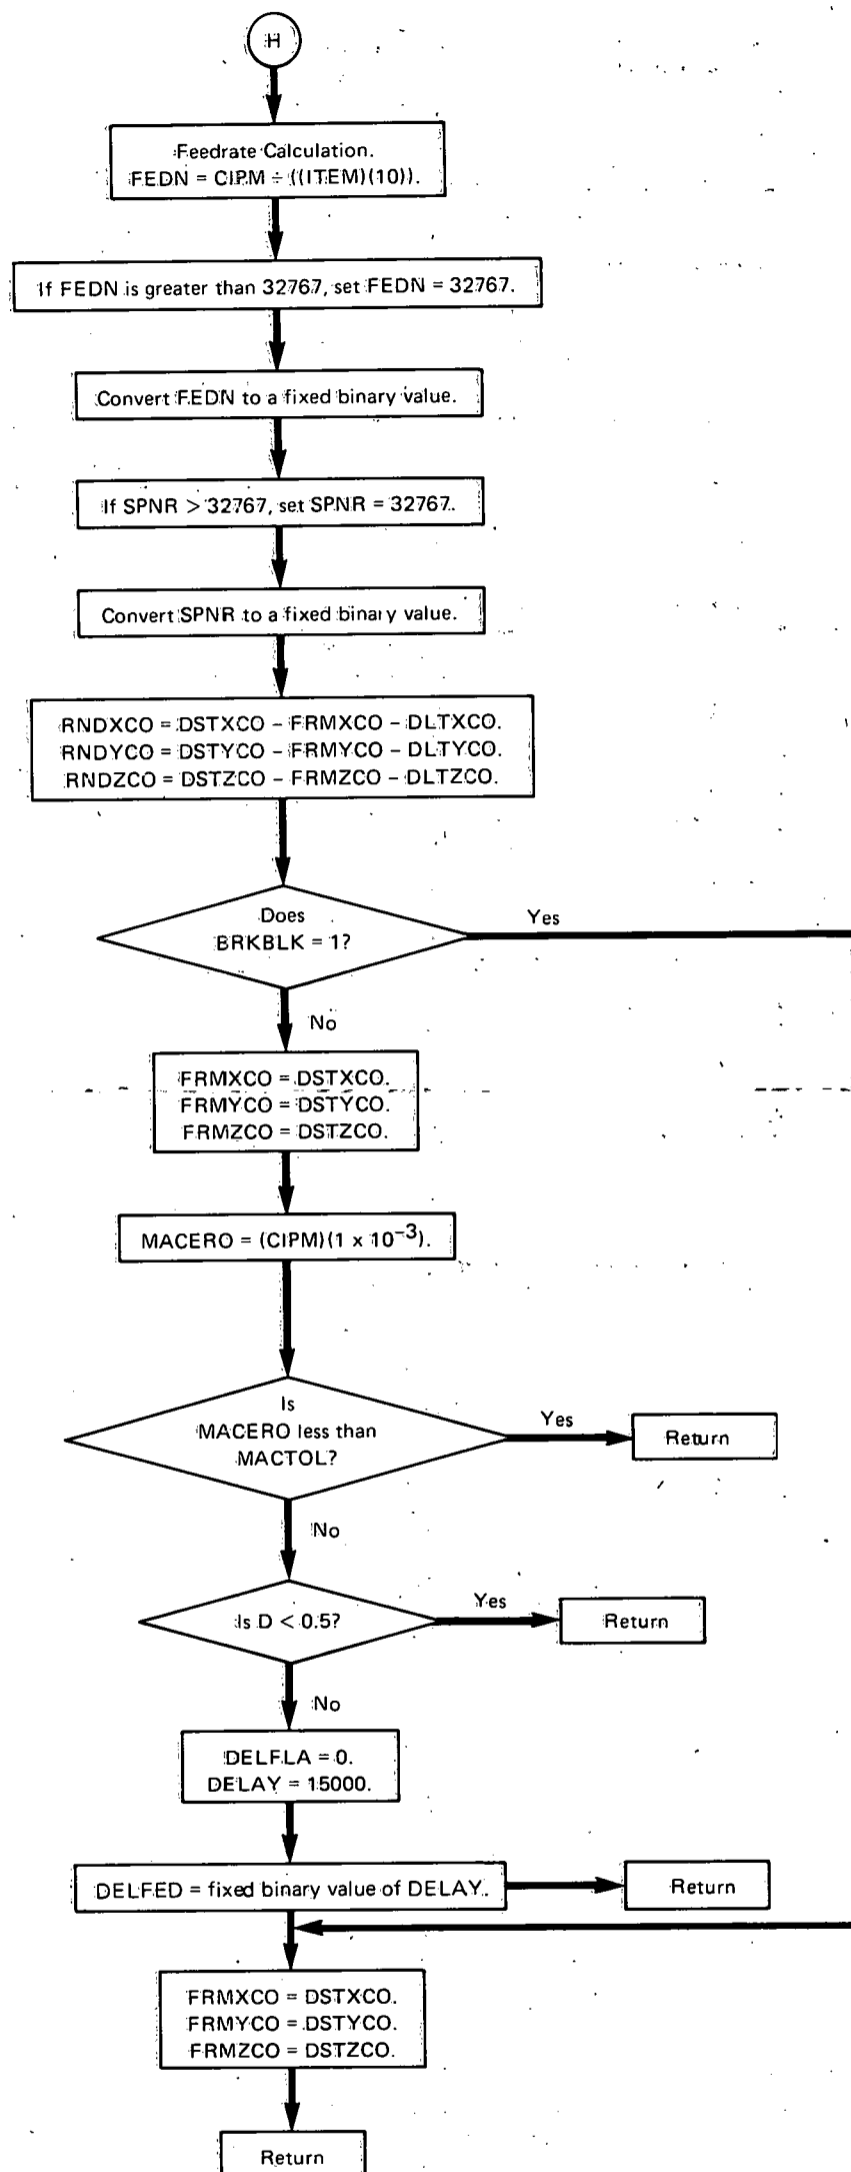 H
Feedrate Calculation.
FEDN = CIPM ÷ ((ITEM)(10)).
If FEDN is greater than 32767, set FEDN = 32767.
Convert FEDN to a fixed binary value.
If SPNR > 32767, set SPNR = 32767.
Convert SPNR to a fixed binary value.
RNDXCO = DSTXCO - FRMXCO - DLTXCO.
RNDYCO = DSTYCO - FRMYCO - DLTYCO.
RNDZCO = DSTZCO - FRMZCO - DLTZCO.
Does
BRKBLK = 1?
Yes
No
FRMXCO = DSTXCO.
FRMYCO = DSTYCO.
FRMZCO = DSTZCO.
MACERO = (CIPM)(1 x 10⁻³).
Is
MACERO less than
MACTOL?
Yes
Return
No
Is D < 0.5?
Yes
Return
No
DELFLA = 0.
DELAY = 15000.
DELFED = fixed binary value of DELAY.
Return
FRMXCO = DSTXCO.
FRMYCO = DSTYCO.
FRMZCO = DSTZCO.
Return